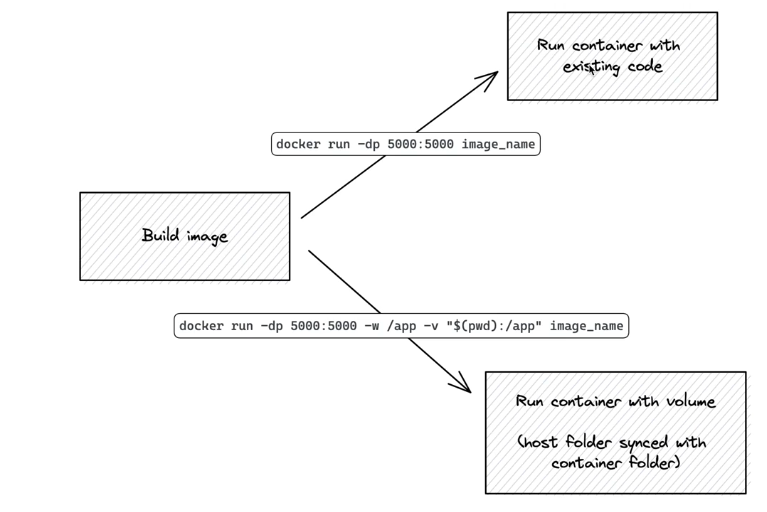 Run container with
existing code
docker run -dp 5000:5000 image_name
Build image
docker run -dp 5000:5000 -w /app -v "$(pwd):/app" image_name
Run container with volume
(host folder synced with
container folder)